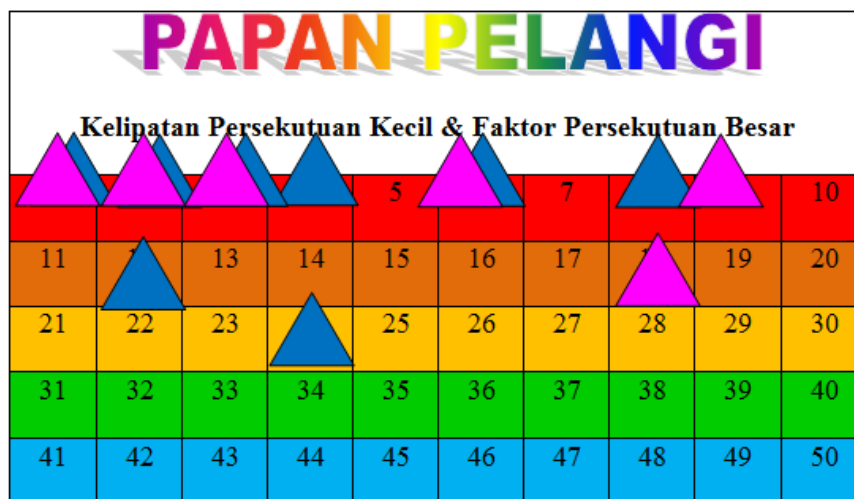 PAPAN PELANGI
Kelipatan Persekutuan Kecil & Faktor Persekutuan Besar
5 7 10
11 13 14 15 16 17 19 20
21 22 23 25 26 27 28 29 30
31 32 33 34 35 36 37 38 39 40
41 42 43 44 45 46 47 48 49 50